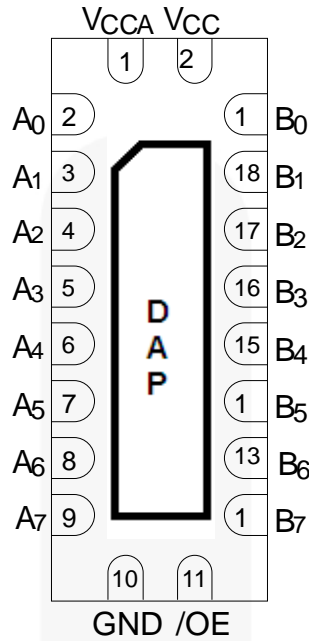 VCCA VCC
1 2
A0 2 1 B0
A1 3 18 B1
A2 4 17 B2
A3 5 16 B3
A4 6 15 B4
A5 7 1 B5
A6 8 13 B6
A7 9 1 B7
D
A
P
10 11
GND /OE